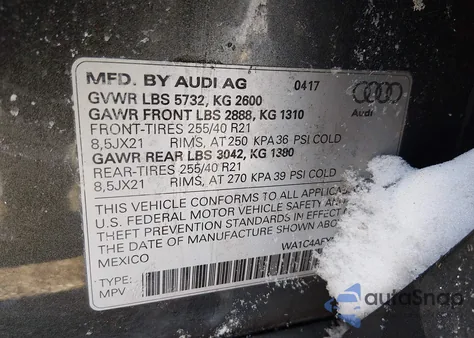 MFD. BY AUDI AG 0417
GVWR LBS 5732, KG 2600
GAWR FRONT LBS 2888, KG 1310
FRONT-TIRES 255/40 R21
8,5JX21 RIMS, AT 250 KPA 36 PSI COLD
GAWR REAR LBS 3042, KG 1380
REAR-TIRES 255/40 R21
8,5JX21 RIMS, AT 270 KPA 39 PSI COLD
Audi
THIS VEHICLE CONFORMS TO ALL
U.S. FEDERAL MOTOR VEHICLE SAFETY
THEFT PREVENTION STANDARDS IN EFFECT
THE DATE OF MANUFACTURE SHOWN
MEXICO
WA1C4AFY
TYPE:
MPV
autoSnap